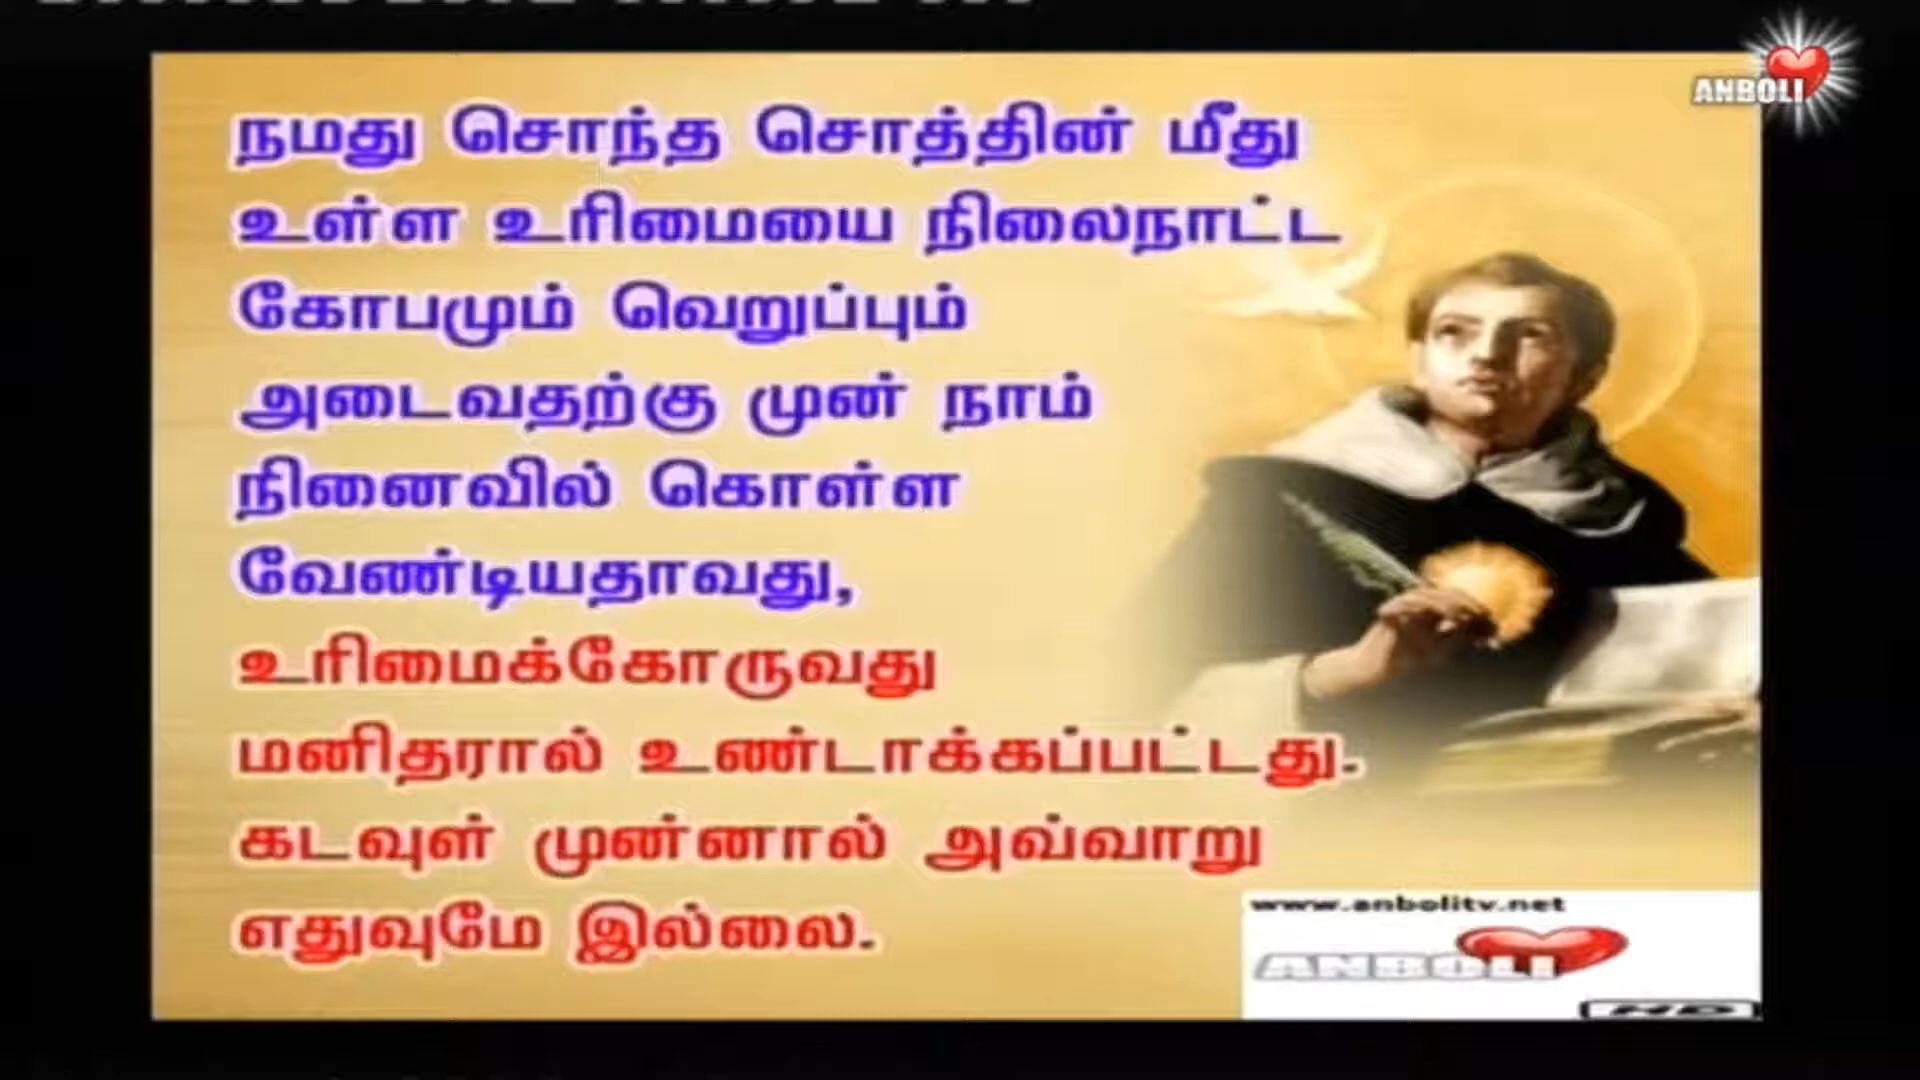 ANBOLI
நமது சொந்த சொத்தின் மீது
உள்ள உரிமையை நிலைநாட்ட
கோபமும் வெறுப்பும்
அடைவதற்கு முன் நாம்
நினைவில் கொள்ள
வேண்டியதாவது,
உரிமைக்கோருவது
மனிதரால் உண்டாக்கப்பட்டது.
கடவுள் முன்னால் அவ்வாறு
எதுவுமே இல்லை.
www.anbolitv.net
ANBOLI
HD